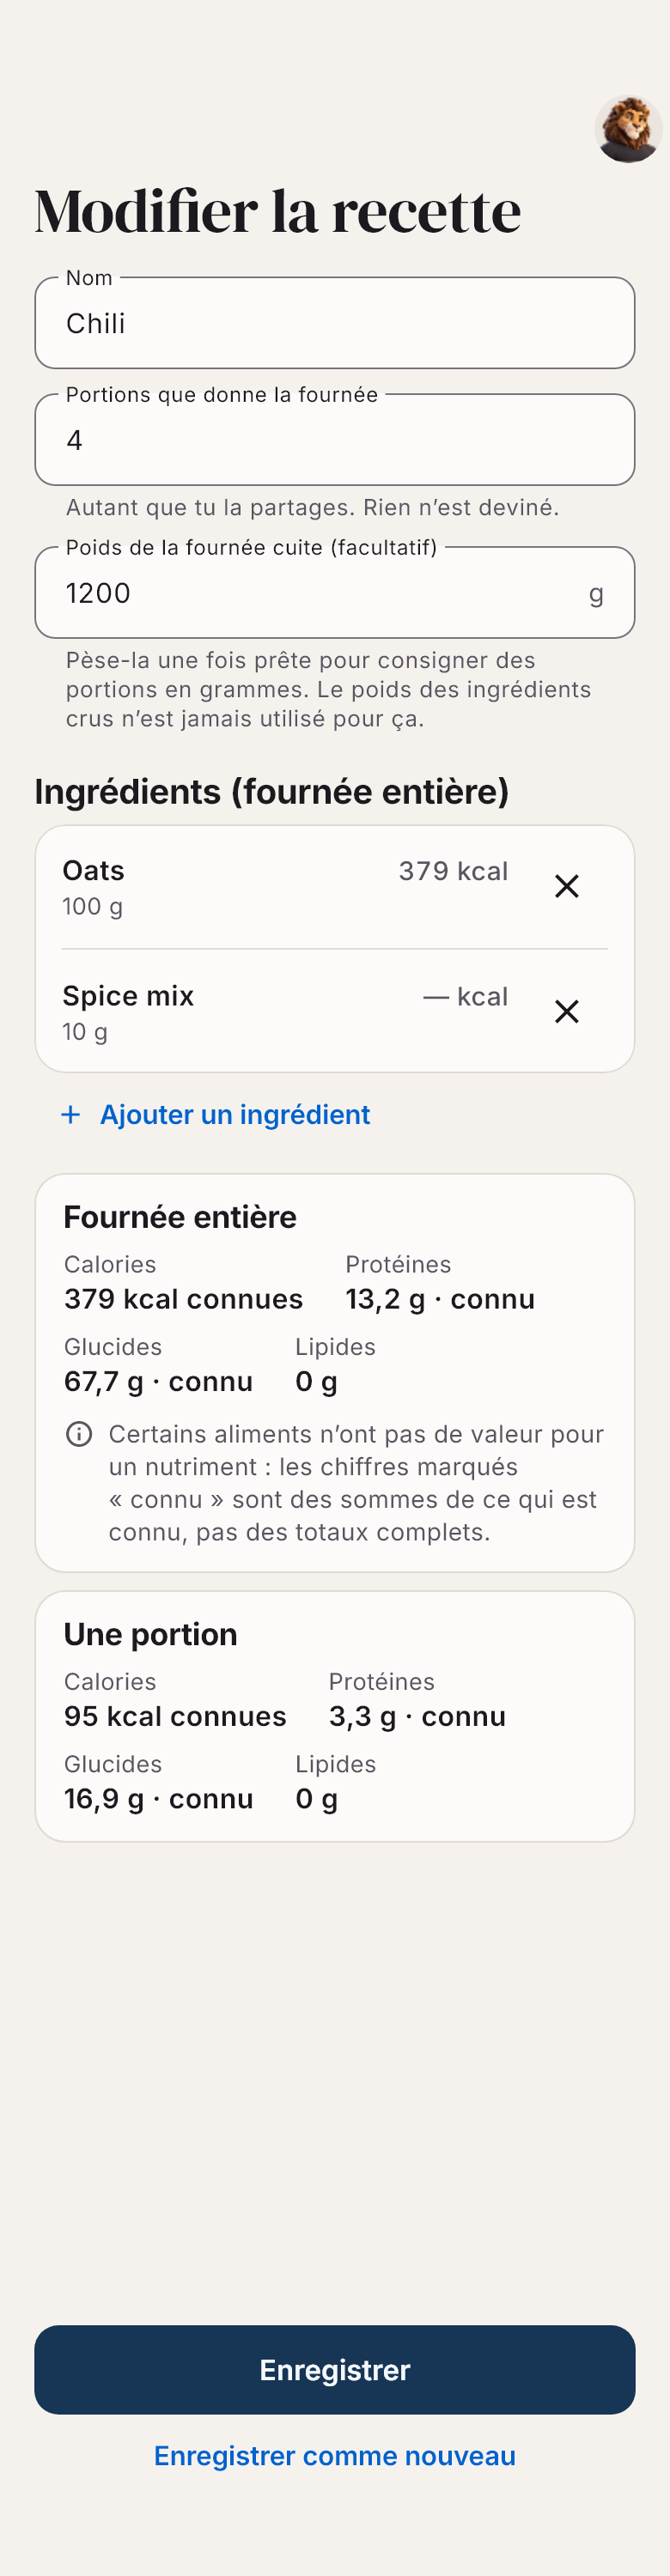 Modifier la recette
Nom
Chili
Portions que donne la fournée
4
Autant que tu la partages. Rien n’est deviné.
Poids de la fournée cuite (facultatif)
1200 g
Pèse-la une fois prête pour consigner des
portions en grammes. Le poids des ingrédients
crus n’est jamais utilisé pour ça.
Ingrédients (fournée entière)
Oats 379 kcal
100 g
Spice mix — kcal
10 g
+ Ajouter un ingrédient
Fournée entière
Calories Protéines
379 kcal connues 13,2 g · connu
Glucides Lipides
67,7 g · connu 0 g
Certains aliments n’ont pas de valeur pour
un nutriment : les chiffres marqués
« connu » sont des sommes de ce qui est
connu, pas des totaux complets.
Une portion
Calories Protéines
95 kcal connues 3,3 g · connu
Glucides Lipides
16,9 g · connu 0 g
Enregistrer
Enregistrer comme nouveau